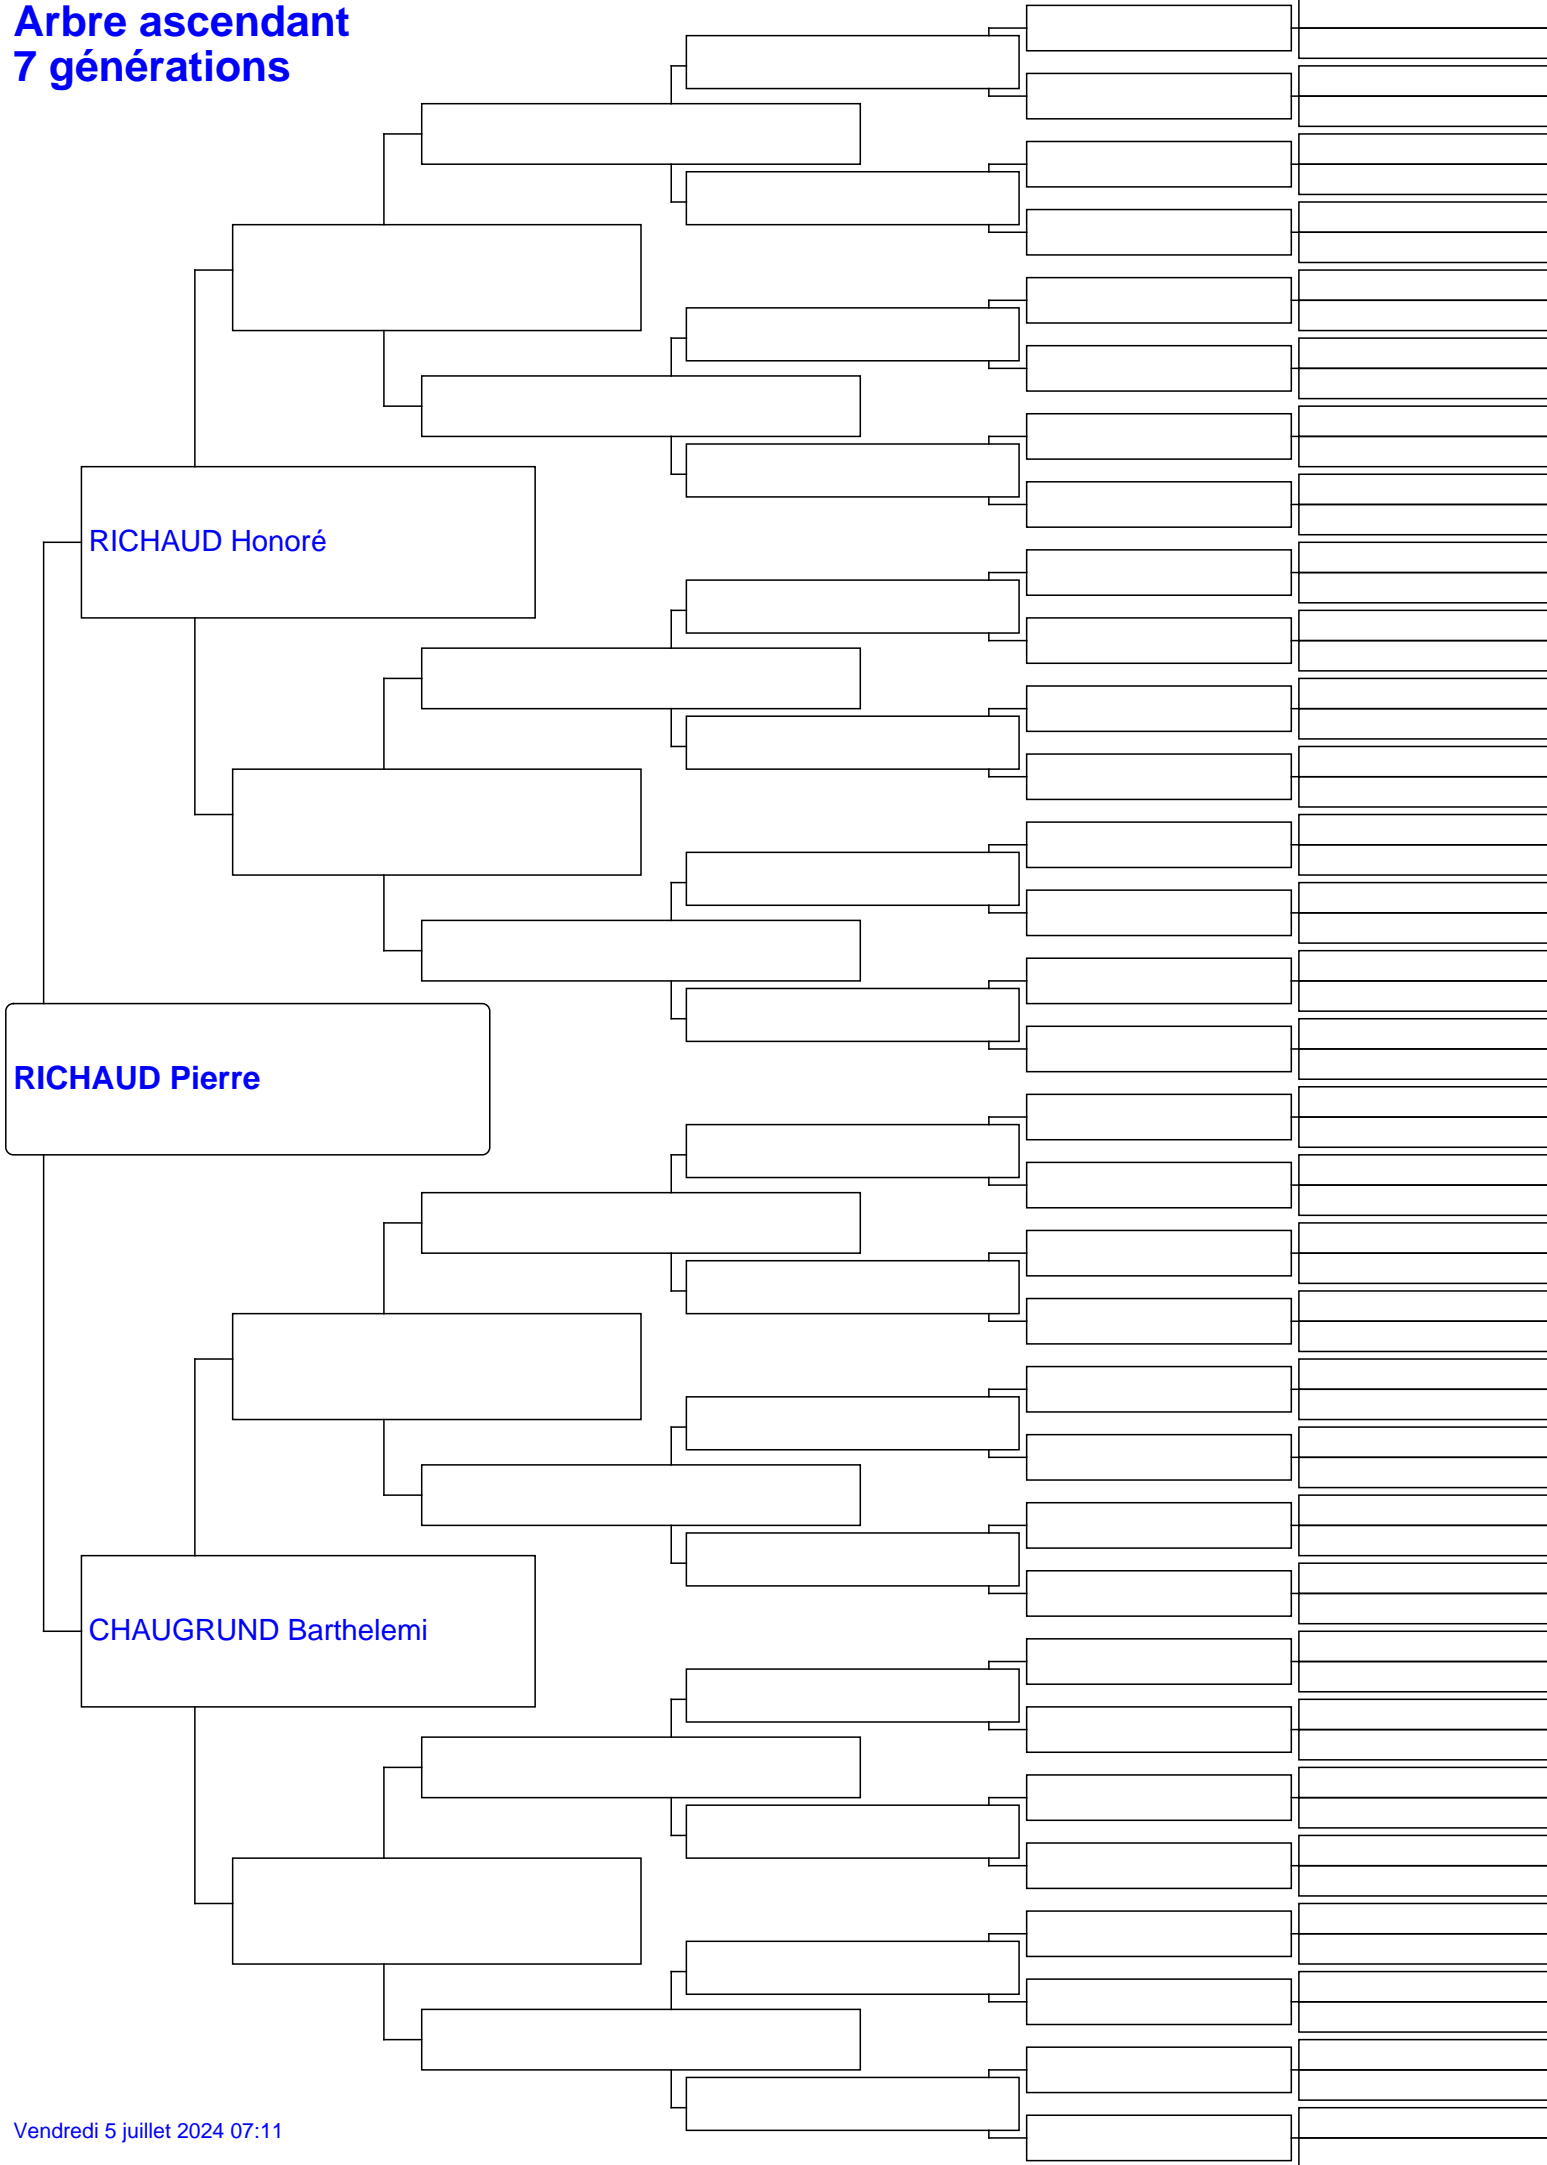 Arbre ascendant
7 générations
RICHAUD Honoré
RICHAUD Pierre
CHAUGRUND Barthelemi
Vendredi 5 juillet 2024 07:11